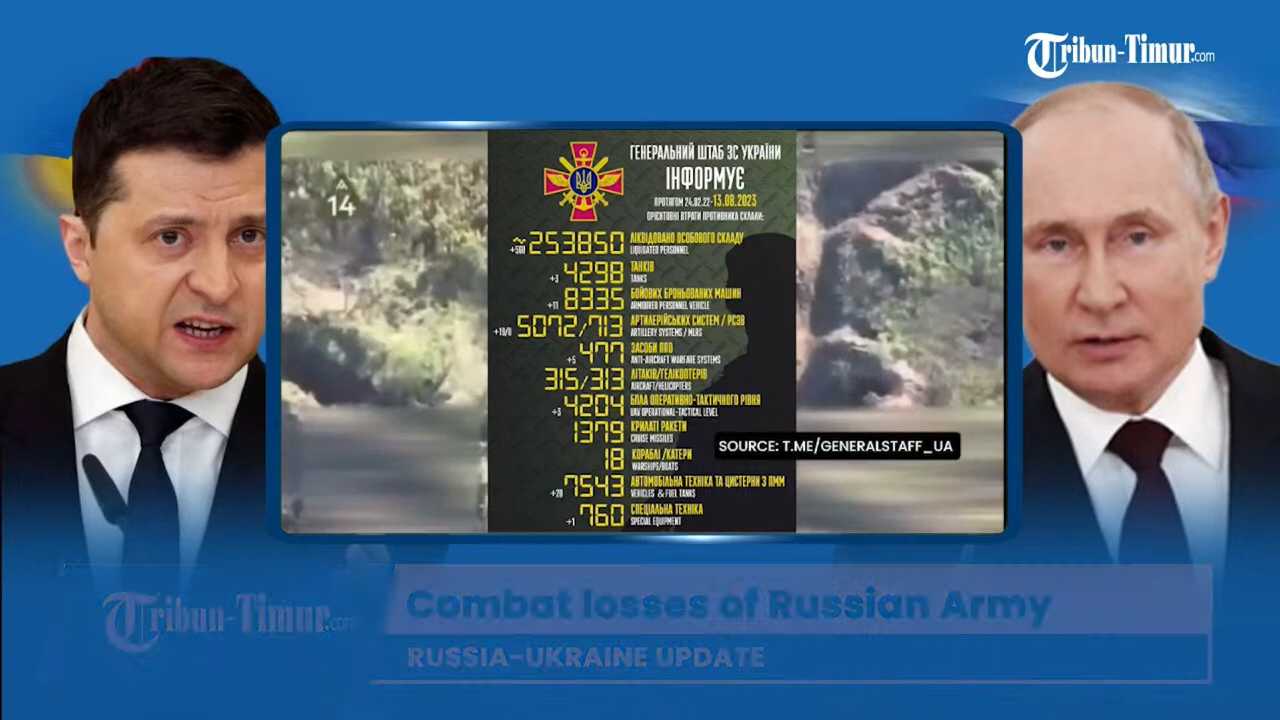 Tribun-Timur.com
14
ГЕНЕРАЛЬНИЙ ШТАБ ЗС УКРАЇНИ
ІНФОРМУЄ
ПРОТЯГОМ 24.02.22-13.08.2023
ОРІЄНТОВНІ ВТРАТИ ПРОТИВНИКА СКЛАЛИ:
+560 ~253850 ЛІКВІДОВАНО ОСОБОВОГО СКЛАДУ
LIQUIDATED PERSONNEL
+3 4298 ТАНКІВ
TANKS
+11 8335 БОЙОВИХ БРОНЬОВАНИХ МАШИН
ARMOURED PERSONNEL VEHICLE
+19/0 5072/713 АРТИЛЕРІЙСЬКИХ СИСТЕМ / РСЗВ
ARTILLERY SYSTEMS / MLRS
+5 477 ЗАСОБИ ППО
ANTI-AIRCRAFT WARFARE SYSTEMS
315/313 ЛІТАКІВ/ГЕЛІКОПТЕРІВ
AIRCRAFT/HELICOPTERS
+3 4204 БПЛА ОПЕРАТИВНО-ТАКТИЧНОГО РІВНЯ
UAV OPERATIONAL-TACTICAL LEVEL
1379 КРИЛАТІ РАКЕТИ
CRUISE MISSILES
SOURCE: T.ME/GENERALSTAFF_UA
18 КОРАБЛІ /КАТЕРИ
WARSHIPS/BOATS
+20 7543 АВТОМОБІЛЬНА ТЕХНІКА ТА ЦИСТЕРНИ З ПММ
VEHICLES & FUEL TANKS
+1 760 СПЕЦІАЛЬНА ТЕХНІКА
SPECIAL EQUIPMENT
Tribun-Timur.com
Combat losses of Russian Army
RUSSIA-UKRAINE UPDATE